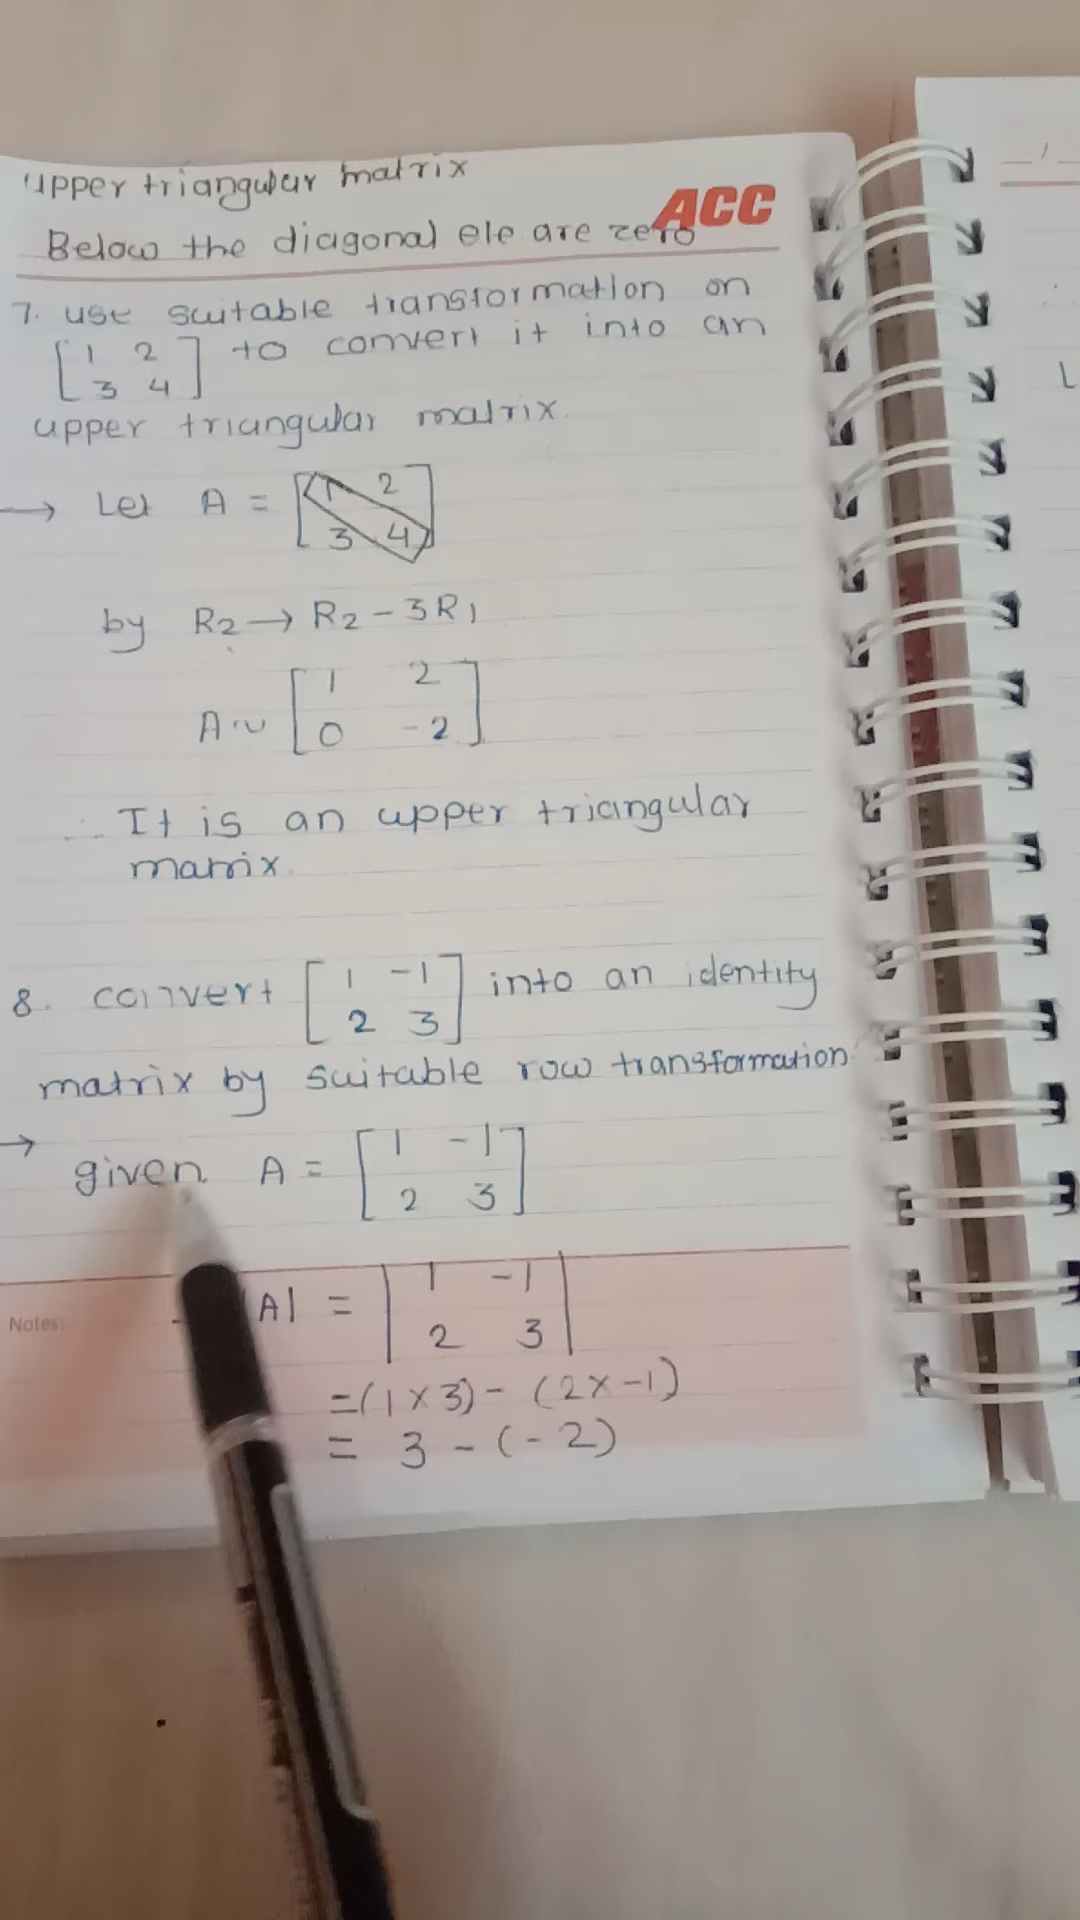 upper triangular matrix
ACC
Below the diagonal ele are zero
7. use suitable transformation on
[1 2
3 4] to convert it into an
upper triangular matrix.
→ Let A = [1 2
3 4]
by R2 → R2 - 3R1
A ~ [1 2
0 -2]
∴ It is an upper triangular
matrix.
8. convert [1 -1
2 3] into an identity
matrix by suitable row transformation
→ given A = [1 -1
2 3]
Notes:
|A| = |1 -1
2 3|
= (1 × 3) - (2 × -1)
= 3 - (-2)